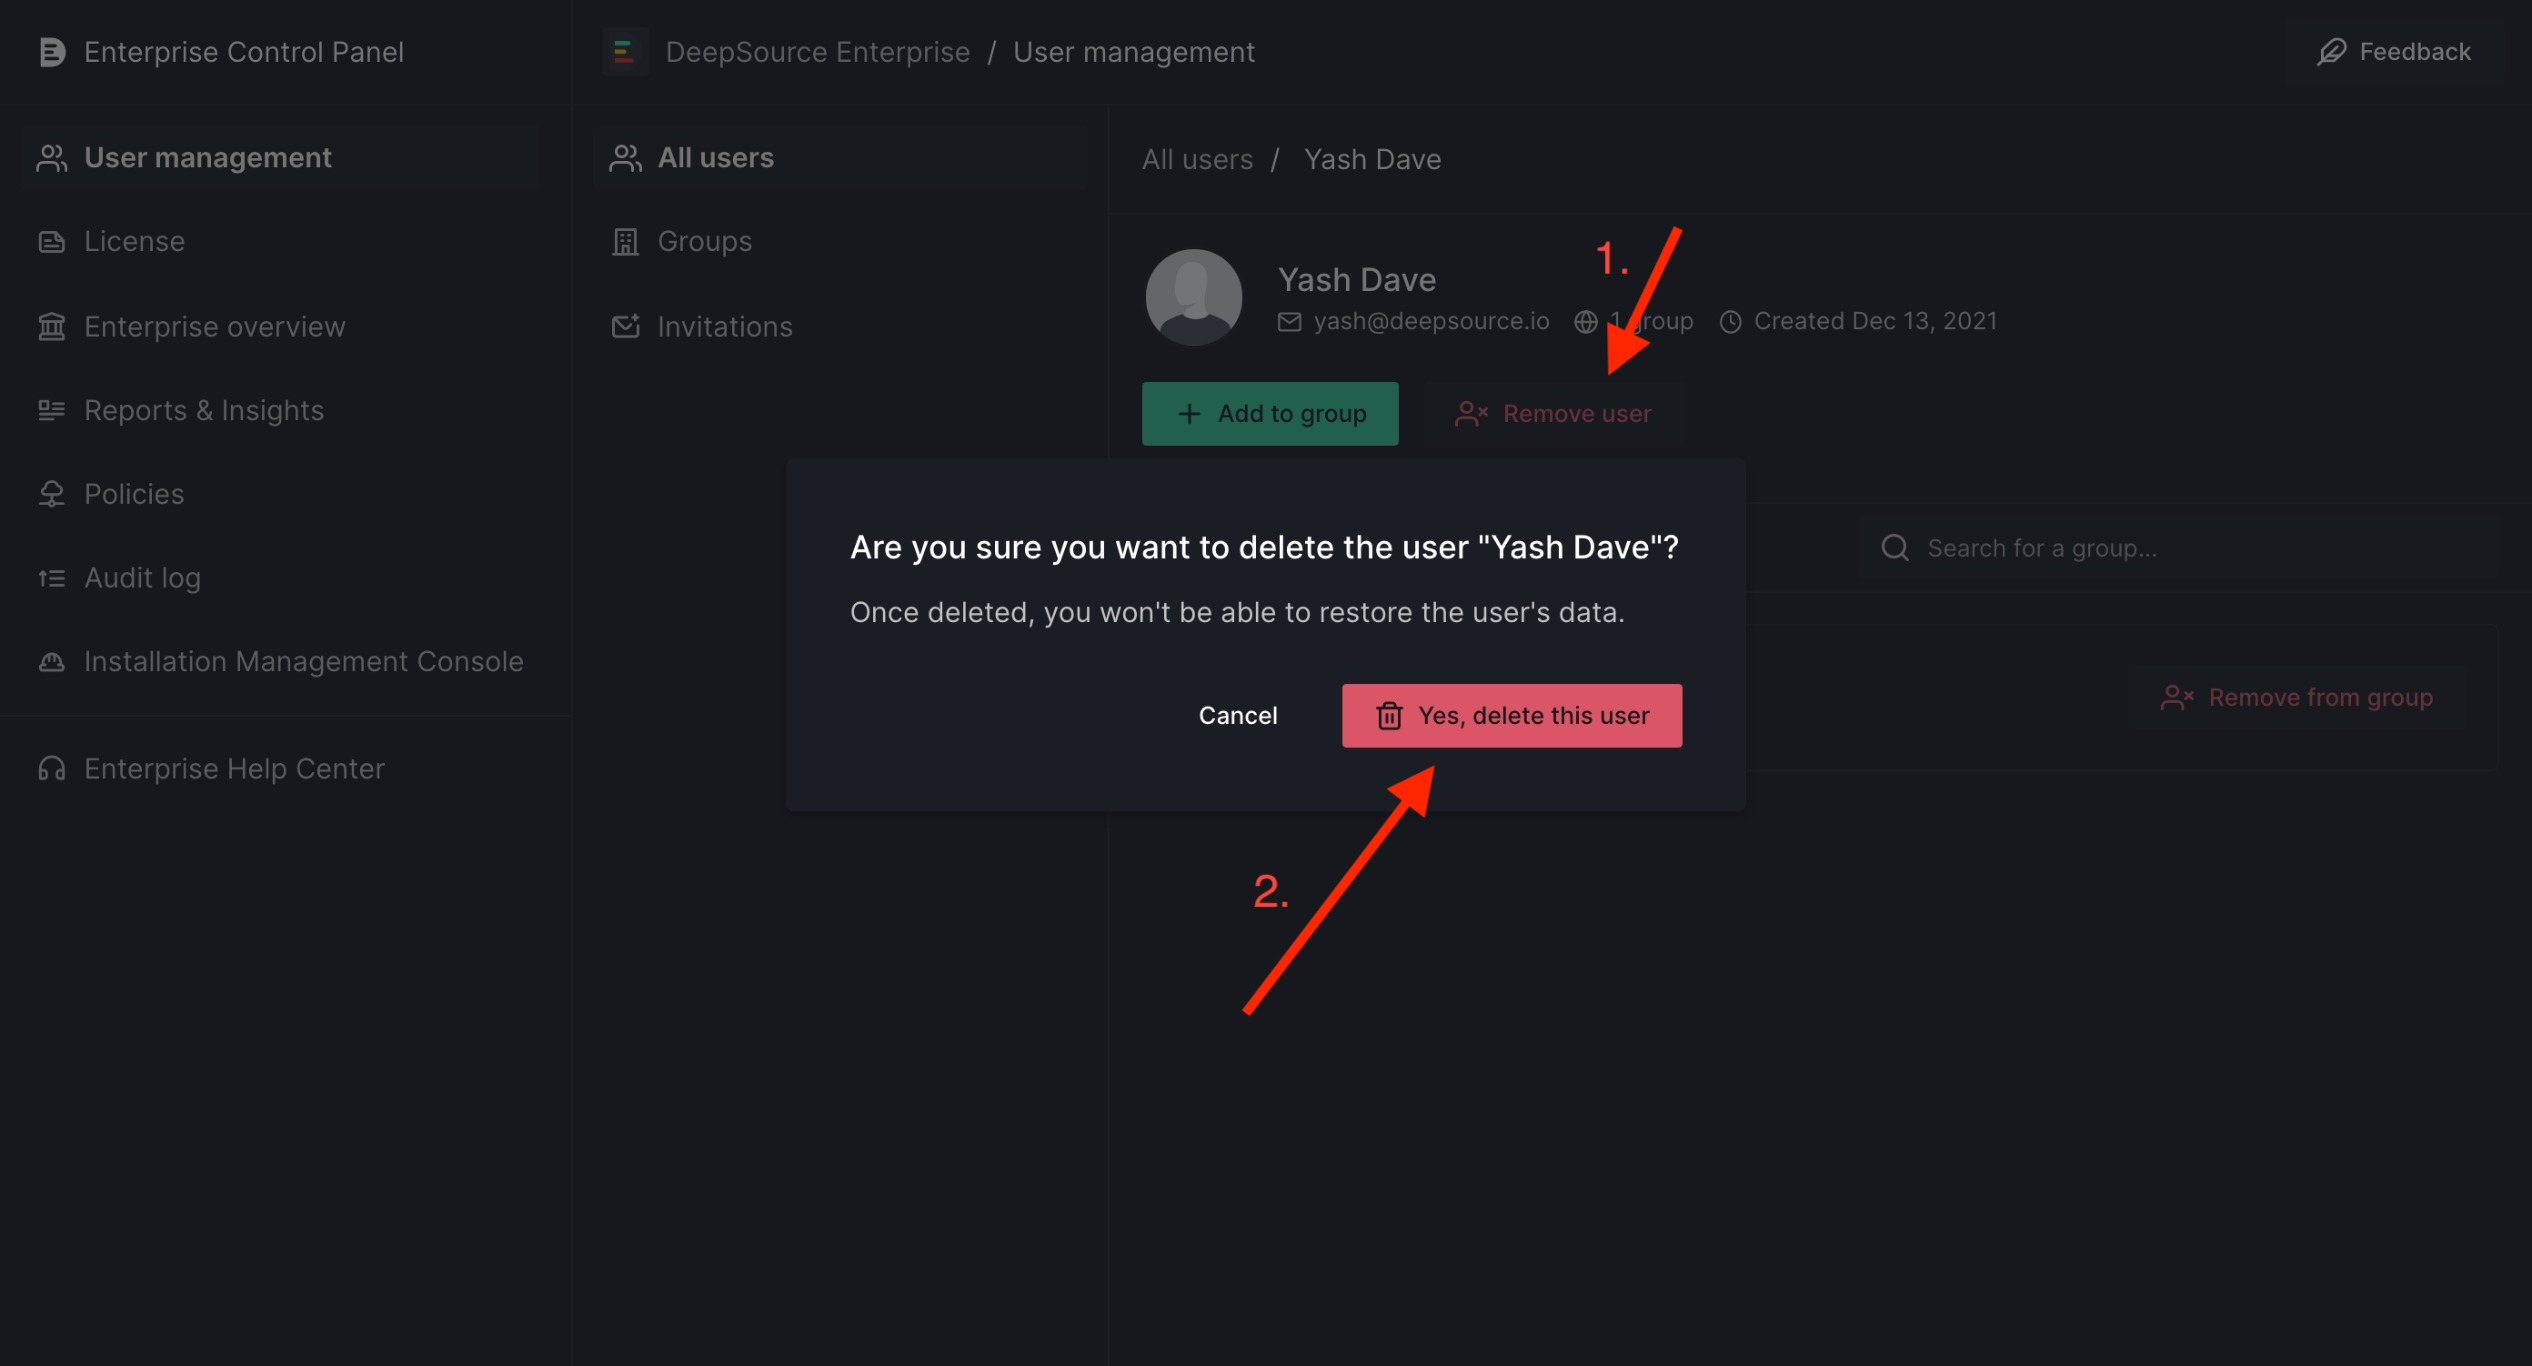 Enterprise Control Panel
DeepSource Enterprise / User management
Feedback
User management
License
Enterprise overview
Reports & Insights
Policies
Audit log
Installation Management Console
Enterprise Help Center
All users
Groups
Invitations
All users / Yash Dave
1.
Yash Dave
yash@deepsource.io 1 group Created Dec 13, 2021
Add to group Remove user
Search for a group...
Remove from group
Are you sure you want to delete the user "Yash Dave"?
Once deleted, you won't be able to restore the user's data.
Cancel Yes, delete this user
2.